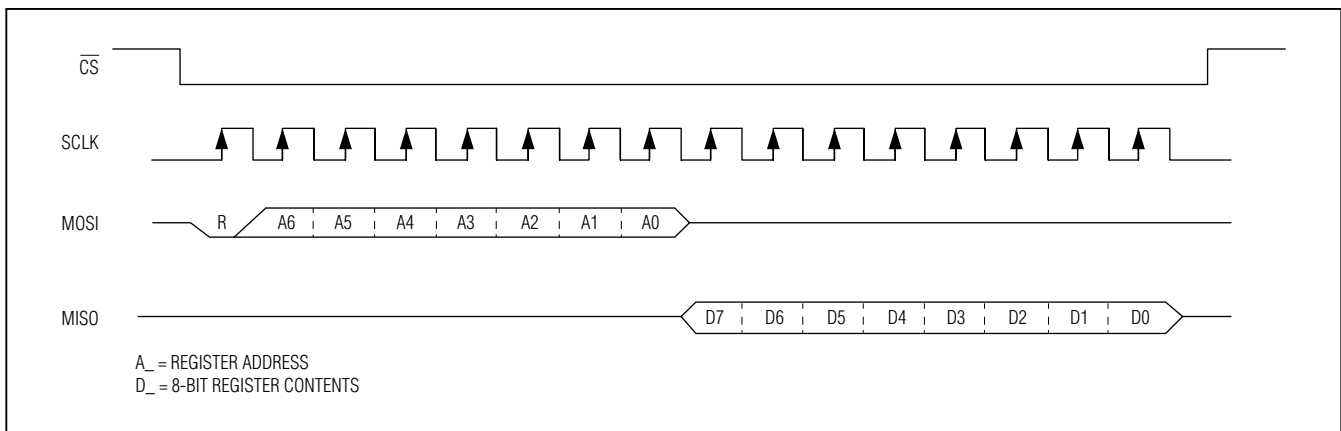 CS
SCLK
MOSI R A6 A5 A4 A3 A2 A1 A0
MISO D7 D6 D5 D4 D3 D2 D1 D0
A_ = REGISTER ADDRESS
D_ = 8-BIT REGISTER CONTENTS